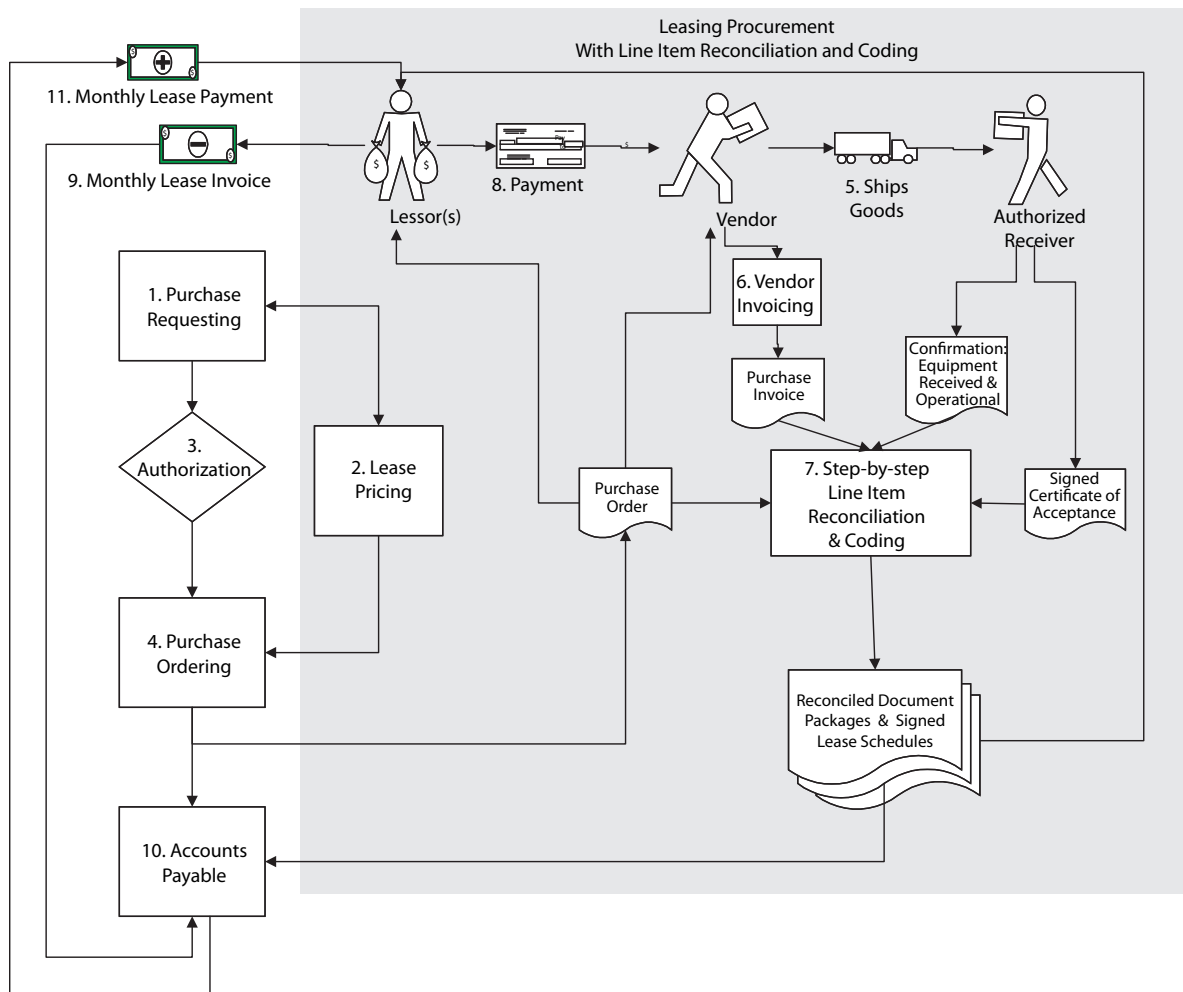 Leasing Procurement
With Line Item Reconciliation and Coding
11. Monthly Lease Payment
9. Monthly Lease Invoice
Lessor(s)
8. Payment
Vendor
5. Ships
Goods
Authorized
Receiver
1. Purchase
Requesting
6. Vendor
Invoicing
Purchase
Invoice
Confirmation:
Equipment
Received &
Operational
3.
Authorization
2. Lease
Pricing
Purchase
Order
7. Step-by-step
Line Item
Reconciliation
& Coding
Signed
Certificate of
Acceptance
4. Purchase
Ordering
Reconciled Document
Packages & Signed
Lease Schedules
10. Accounts
Payable